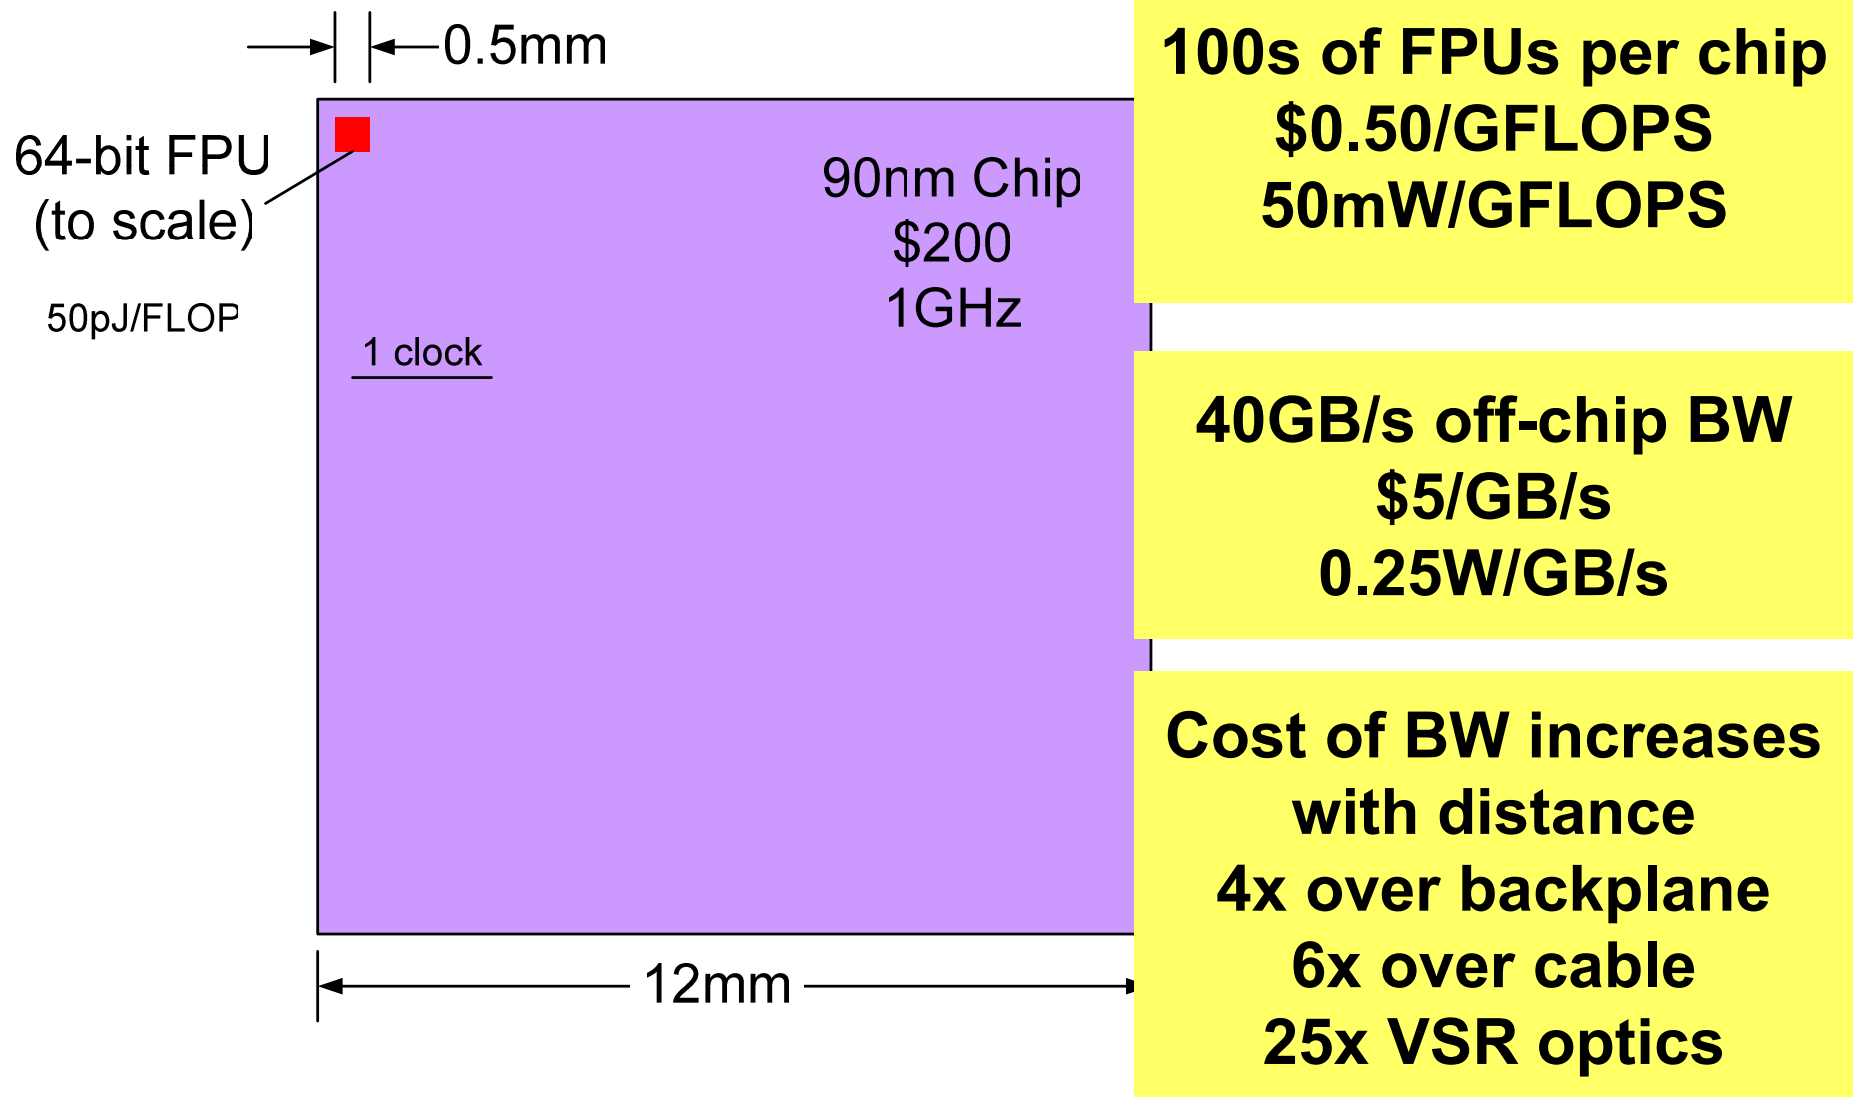 0.5mm
64-bit FPU
(to scale)
50pJ/FLOP
90nm Chip
$200
1GHz
1 clock
12mm
100s of FPUs per chip
$0.50/GFLOPS
50mW/GFLOPS
40GB/s off-chip BW
$5/GB/s
0.25W/GB/s
Cost of BW increases
with distance
4x over backplane
6x over cable
25x VSR optics